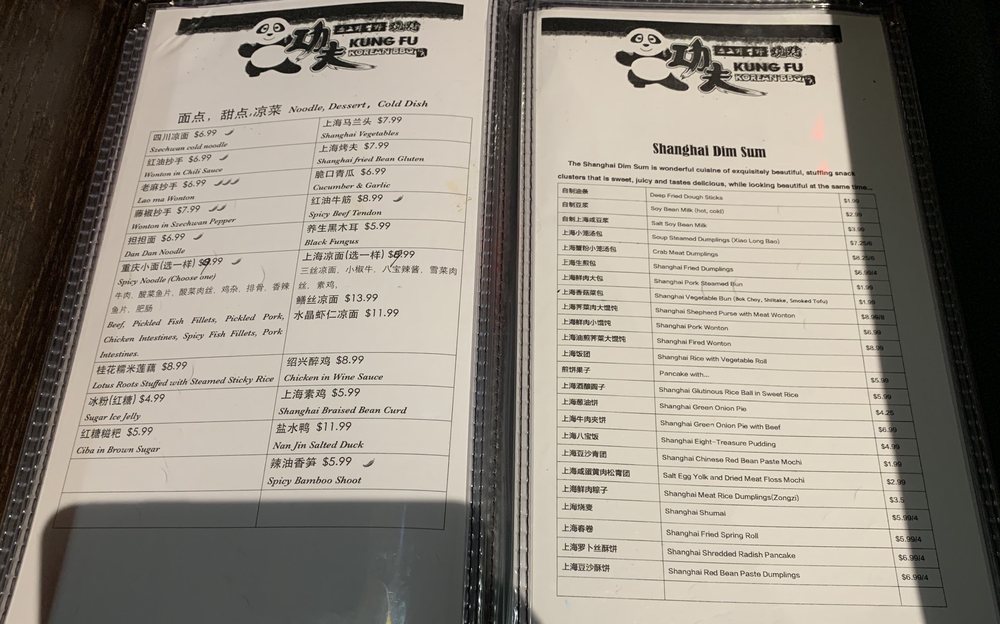 功夫 烧烤
KUNG FU
KOREAN BBQ
面点，甜点,凉菜 Noodle, Dessert, Cold Dish
四川凉面 $6.99
Szechwan cold noodle
上海马兰头 $7.99
Shanghai Vegetables
红油抄手 $6.99
Wonton in Chili Sauce
上海烤夫 $7.99
Shanghai fried Bean Gluten
老麻抄手 $6.99
Lao ma Wonton
脆口青瓜 $6.99
Cucumber & Garlic
藤椒抄手 $7.99
Wonton in Szechwan Pepper
红油牛筋 $8.99
Spicy Beef Tendon
担担面 $6.99
Dan Dan Noodle
养生黑木耳 $5.99
Black Fungus
重庆小面(选一样) $9.99
Spicy Noodle (Choose one)
牛肉、酸菜鱼片、酸菜肉丝、鸡杂、排骨、香辣
鱼片、肥肠
Beef, Pickled Fish Fillets, Pickled Pork,
Chicken Intestines, Spicy Fish Fillets, Pork
Intestines.
上海凉面(选一样)
三丝凉面、小椒牛、八宝辣酱、雪菜肉
丝、素鸡,
鳝丝凉面 $13.99
水晶虾仁凉面 $11.99
桂花糯米莲藕 $8.99
Lotus Roots Stuffed with Steamed Sticky Rice
绍兴醉鸡 $8.99
Chicken in Wine Sauce
冰粉(红糖) $4.99
Sugar Ice Jelly
上海素鸡 $5.99
Shanghai Braised Bean Curd
红糖糍粑 $5.99
Ciba in Brown Sugar
盐水鸭 $11.99
Nan Jin Salted Duck
辣油香笋 $5.99
Spicy Bamboo Shoot
功夫 烧烤
KUNG FU
KOREAN BBQ
Shanghai Dim Sum
The Shanghai Dim Sum is wonderful cuisine of exquisitely beautiful, stuffing snack
clusters that is sweet, juicy and tastes delicious, while looking beautiful at the same time...
自制油条 Deep Fried Dough Sticks $1.99
自制豆浆 Soy Bean Milk (hot, cold) $2.99
自制上海咸豆浆 Salt Soy Bean Milk $3.99
上海小笼汤包 Soup Steamed Dumplings (Xiao Long Bao) $7.25/6
上海蟹粉小笼汤包 Crab Meat Dumplings $8.25/6
上海生煎包 Shanghai Fried Dumplings $6.99/4
上海鲜肉大包 Shanghai Pork Steamed Bun $1.99
上海香菇菜包 Shanghai Vegetable Bun (Bok Choy, Shiitake, Smoked Tofu) $1.99
上海荠菜肉大馄饨 Shanghai Shepherd Purse with Meat Wonton $8.99/8
上海鲜肉小馄饨 Shanghai Pork Wonton $6.99
上海油煎荠菜大馄饨 Shanghai Fired Wonton $8.99
上海饭团 Shanghai Rice with Vegetable Roll
煎饼果子 Pancake with... $5.99
上海酒酿圆子 Shanghai Glutinous Rice Ball in Sweet Rice $5.99
上海葱油饼 Shanghai Green Onion Pie $4.25
上海牛肉夹饼 Shanghai Green Onion Pie with Beef $6.99
上海八宝饭 Shanghai Eight-Treasure Pudding $4.99
上海豆沙青团 Shanghai Chinese Red Bean Paste Mochi $1.99
上海咸蛋黄肉松青团 Salt Egg Yolk and Dried Meat Floss Mochi $2.99
上海鲜肉粽子 Shanghai Meat Rice Dumplings(Zongzi) $3.5
上海烧麦 Shanghai Shumai $5.99/4
上海春卷 Shanghai Fried Spring Roll $5.99/4
上海萝卜丝酥饼 Shanghai Shredded Radish Pancake $6.99/4
上海豆沙酥饼 Shanghai Red Bean Paste Dumplings $6.99/4